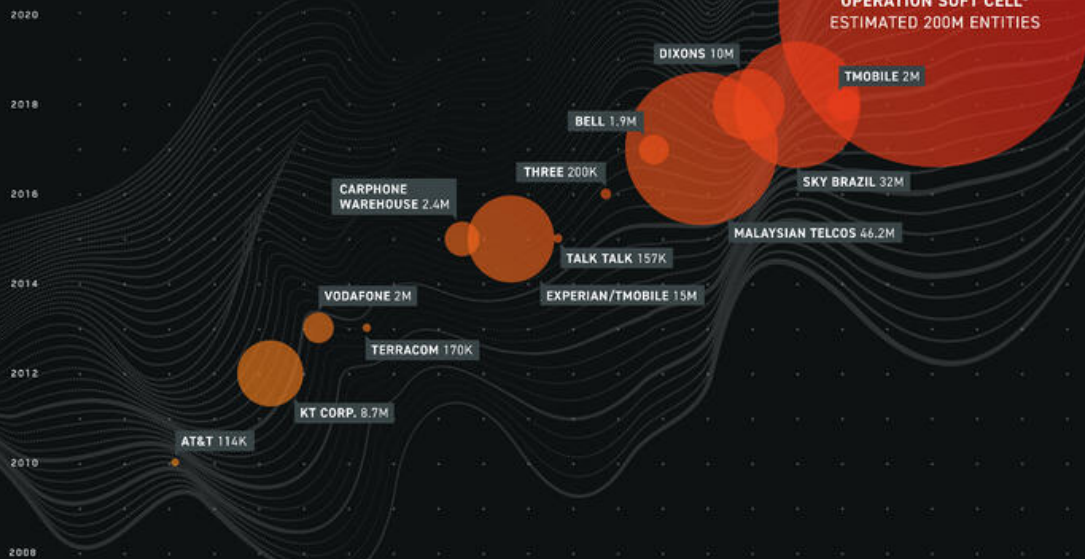 2020
OPERATION SOFT CELL*
ESTIMATED 200M ENTITIES
DIXONS 10M
TMOBILE 2M
2018
BELL 1.9M
THREE 200K
SKY BRAZIL 32M
CARPHONE
WAREHOUSE 2.4M
2016
MALAYSIAN TELCOS 46.2M
TALK TALK 157K
2014
VODAFONE 2M
EXPERIAN/TMOBILE 15M
TERRACOM 170K
2012
KT CORP. 8.7M
AT&T 114K
2010
2008